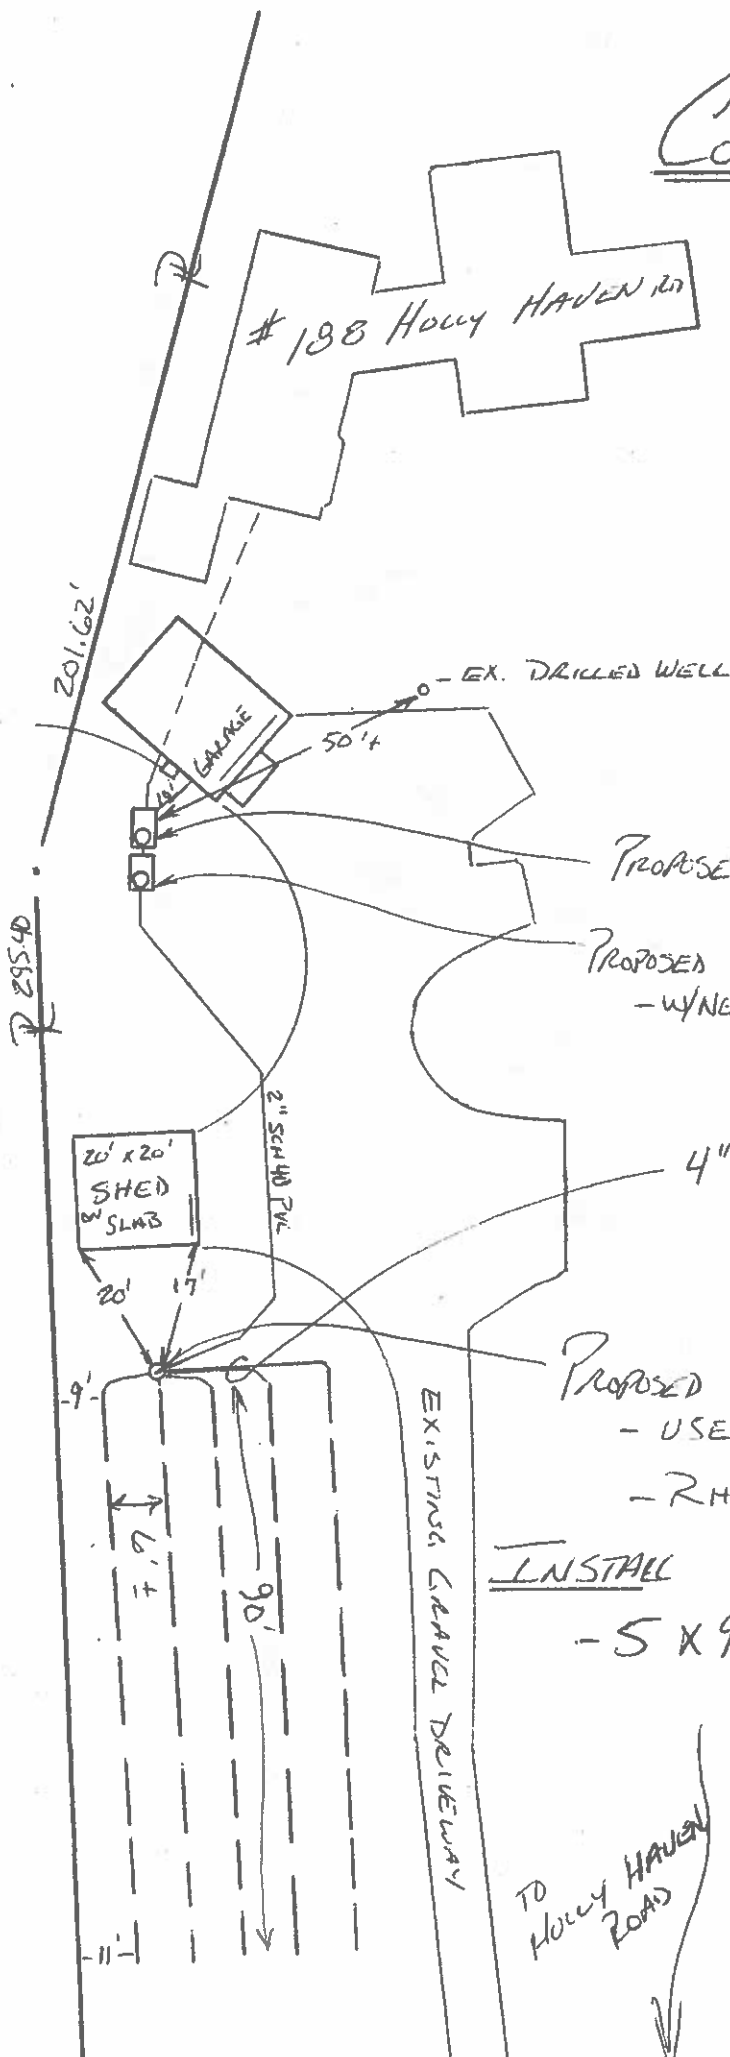 # 188 HOLLY HAVEN RD
201.62'
- EX. DRILLED WELL
GARAGE
50'+
10'
PROPOSE
PROPOSED
- W/NE
295.40
20' x 20'
SHED
SLAB
2" SCH 40 PVC
4"
20'
17'
PROPOSED
- USE
- RH
-9'-
7' ±
90'
EXISTING GRAVEL DRIVEWAY
INSTALL
- 5 X 9
TO
HOLLY HAVEN
ROAD
-11'-